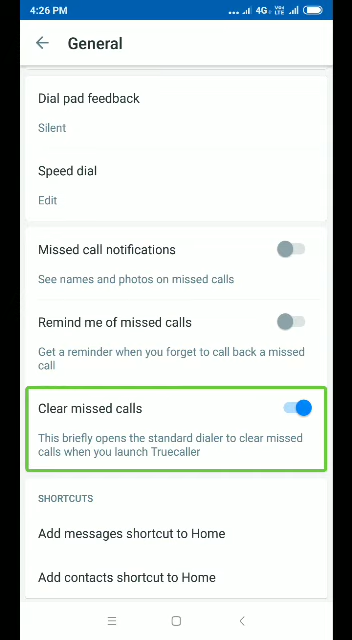 4:26 PM
4G+ VoLTE
General
Dial pad feedback
Silent
Speed dial
Edit
Missed call notifications
See names and photos on missed calls
Remind me of missed calls
Get a reminder when you forget to call back a missed
call
Clear missed calls
This briefly opens the standard dialer to clear missed
calls when you launch Truecaller
SHORTCUTS
Add messages shortcut to Home
Add contacts shortcut to Home